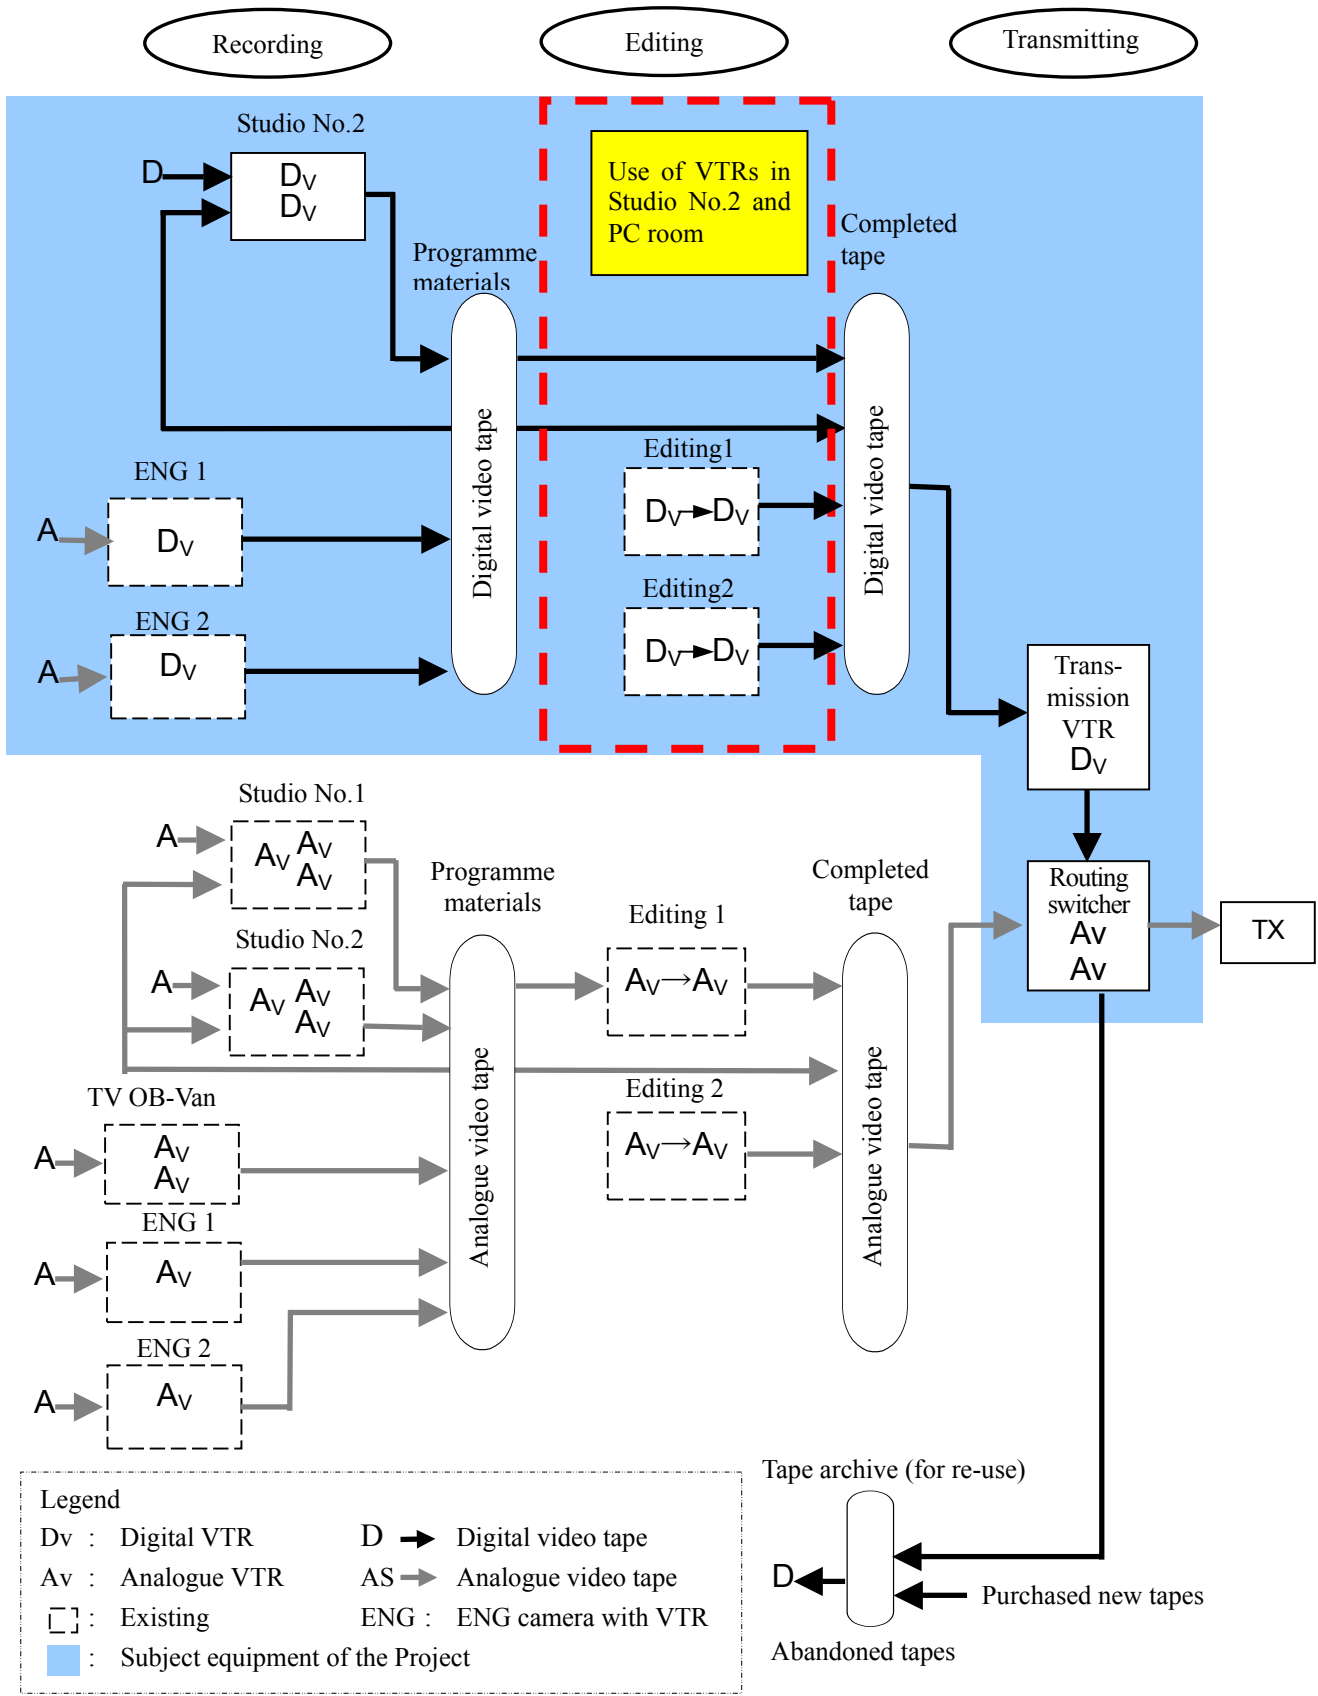 Recording
Editing
Transmitting
Studio No.2
D
DV
DV
Use of VTRs in
Studio No.2 and
PC room
Programme
materials
Completed
tape
Digital video tape
Digital video tape
ENG 1
A
DV
ENG 2
A
DV
Editing1
DV DV
Editing2
DV DV
Trans-
mission
VTR
DV
Studio No.1
A
AV AV
AV
Studio No.2
A
AV AV
AV
Programme
materials
Completed
tape
Editing 1
AV→AV
Editing 2
AV→AV
Analogue video tape
Analogue video tape
Routing
switcher
Av
Av
TX
TV OB-Van
A
AV
AV
ENG 1
A
AV
ENG 2
A
AV
Legend
Dv : Digital VTR
D Digital video tape
Av : Analogue VTR
AS Analogue video tape
: Existing
ENG : ENG camera with VTR
: Subject equipment of the Project
Tape archive (for re-use)
D
Purchased new tapes
Abandoned tapes